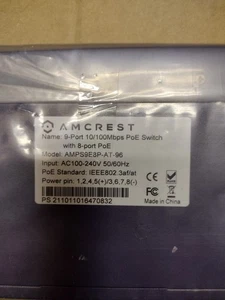 AMCREST
Name: 9-Port 10/100Mbps PoE Switch
with 8-port PoE
Model: AMPS9E8P-AT-96
Input: AC100-240V 50/60Hz
PoE Standard: IEEE802.3af/at
Power pin: 1,2,4,5(+)/3,6,7,8(-)
PS 211011016470832
Made in China